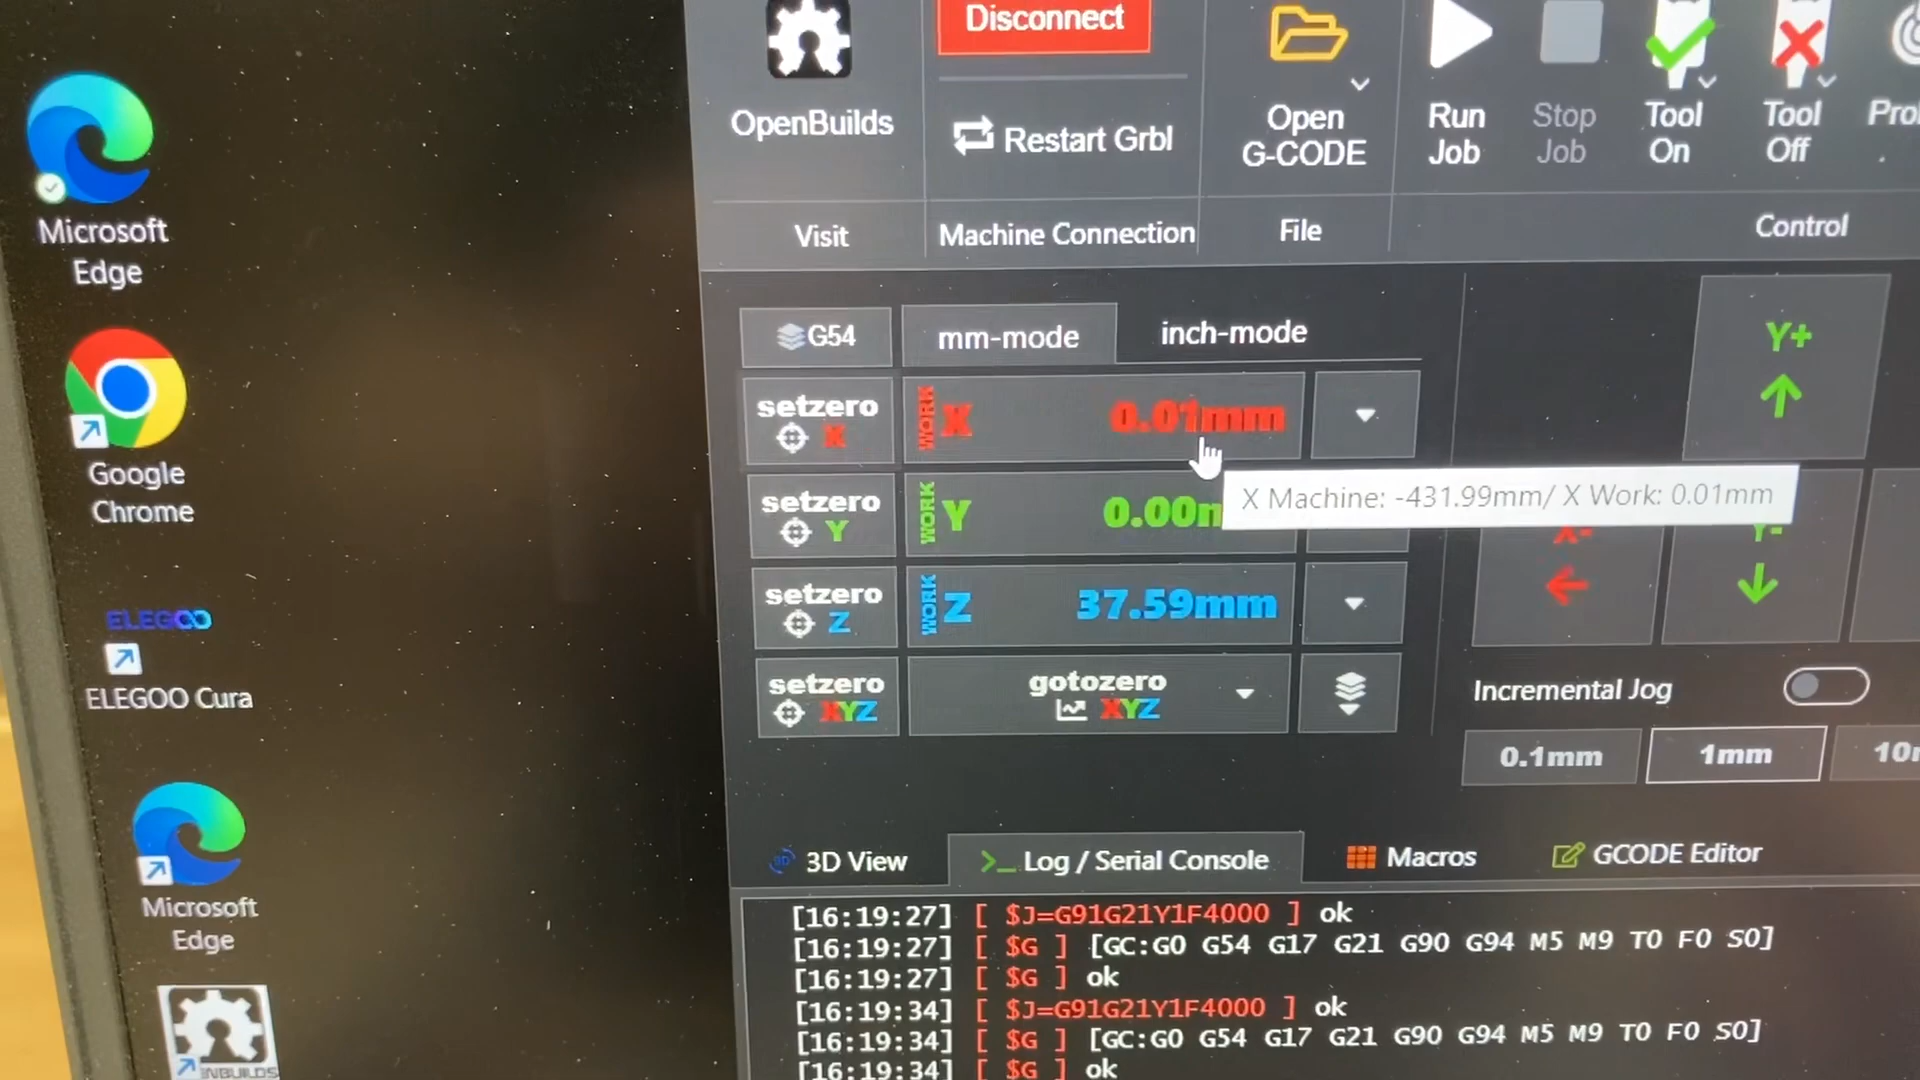 Microsoft
Edge
Google
Chrome
ELEGOO
ELEGOO Cura
Microsoft
Edge
OpenBuilds
Visit
Disconnect
Restart Grbl
Machine Connection
Open
G-CODE
File
Run
Job
Stop
Job
Tool
On
Tool
Off
Control
G54
mm-mode
inch-mode
setzero
X
WORK X 0.01mm
X Machine: -431.99mm/ X Work: 0.01mm
setzero
Y
WORK Y 0.00
setzero
Z
WORK Z 37.59mm
setzero
XYZ
gotozero
XYZ
Y+
X-
Y-
Incremental Jog
0.1mm
1mm
3D View
>_ Log / Serial Console
Macros
GCODE Editor
[16:19:27] [ $J=G91G21Y1F4000 ] ok
[16:19:27] [ $G ] [GC:G0 G54 G17 G21 G90 G94 M5 M9 T0 F0 S0]
[16:19:27] [ $G ] ok
[16:19:34] [ $J=G91G21Y1F4000 ] ok
[16:19:34] [ $G ] [GC:G0 G54 G17 G21 G90 G94 M5 M9 T0 F0 S0]
[16:19:34] [ $G ] ok